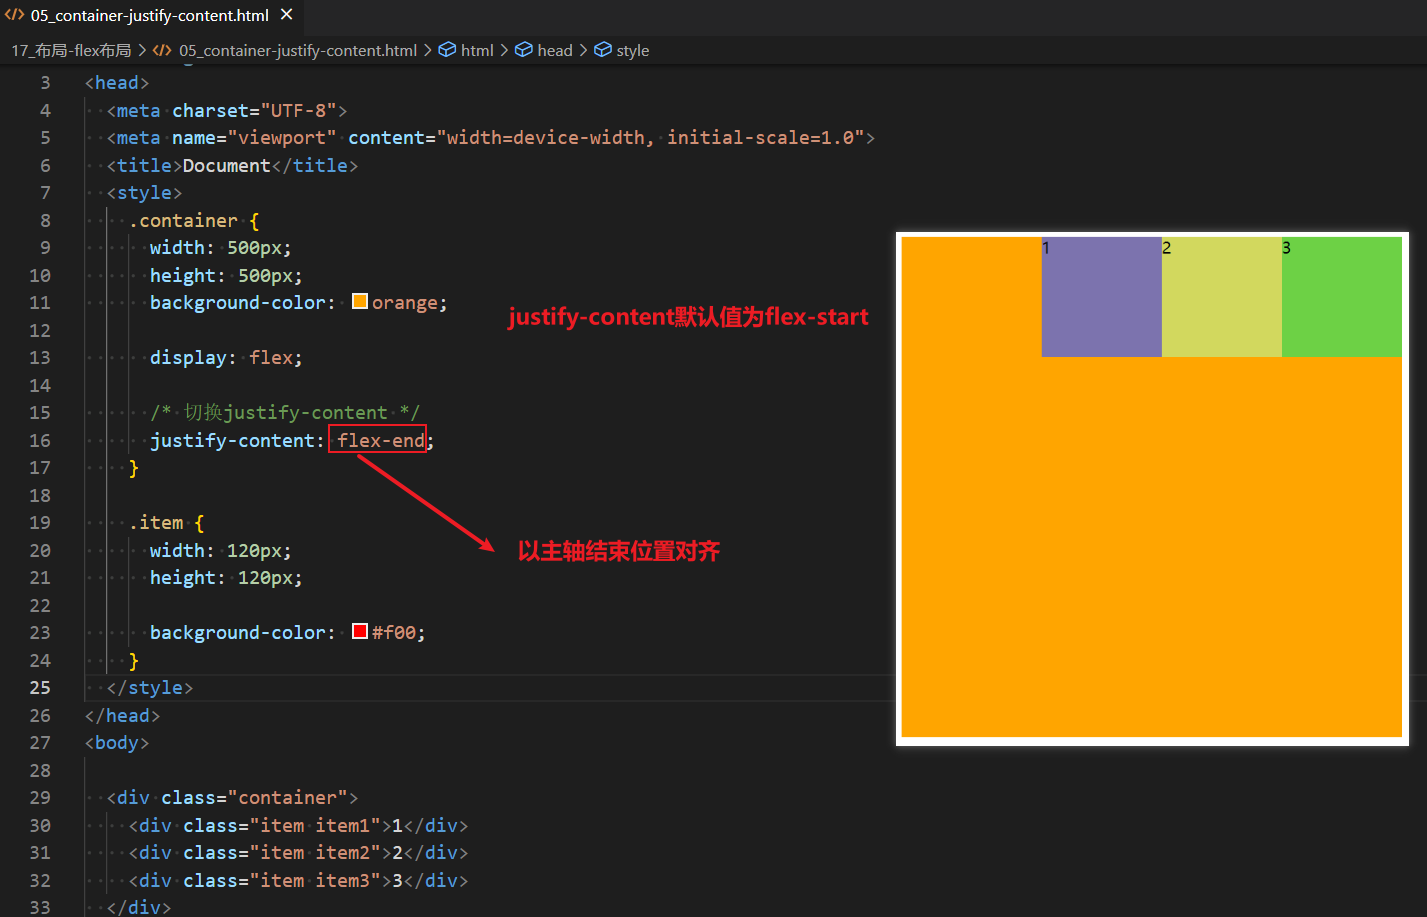 05_container-justify-content.html
17_布局-flex布局 > 05_container-justify-content.html > html > head > style
3 <head>
4 <meta charset="UTF-8">
5 <meta name="viewport" content="width=device-width, initial-scale=1.0">
6 <title>Document</title>
7 <style>
8 .container {
9 width: 500px;
10 height: 500px;
11 background-color: orange;
12
13 display: flex;
14
15 /* 切换justify-content */
16 justify-content: flex-end;
17 }
18
19 .item {
20 width: 120px;
21 height: 120px;
22
23 background-color: #f00;
24 }
25 </style>
26 </head>
27 <body>
28
29 <div class="container">
30 <div class="item item1">1</div>
31 <div class="item item2">2</div>
32 <div class="item item3">3</div>
33 </div>
justify-content默认值为flex-start
以主轴结束位置对齐
1 2 3